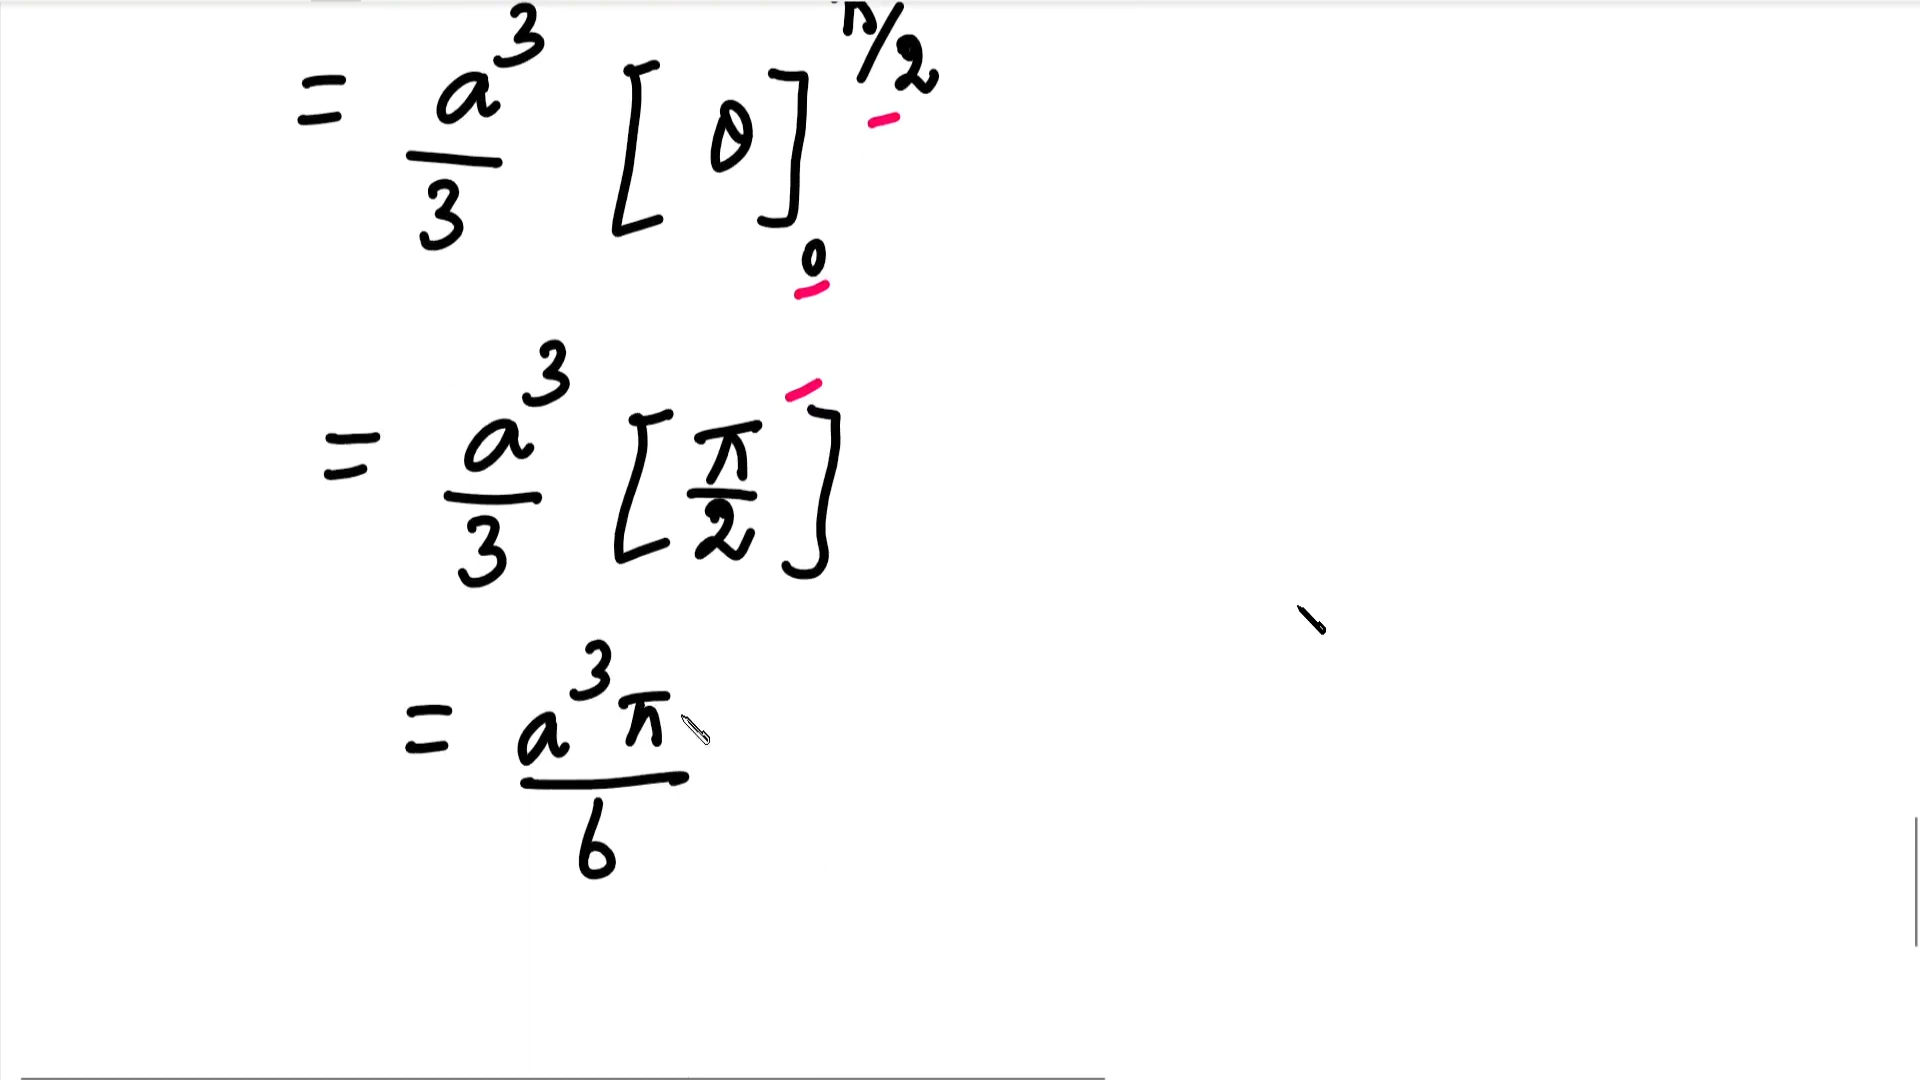 = a³/3 [θ]₀^π/2
= a³/3 [π/2]
= a³π/6